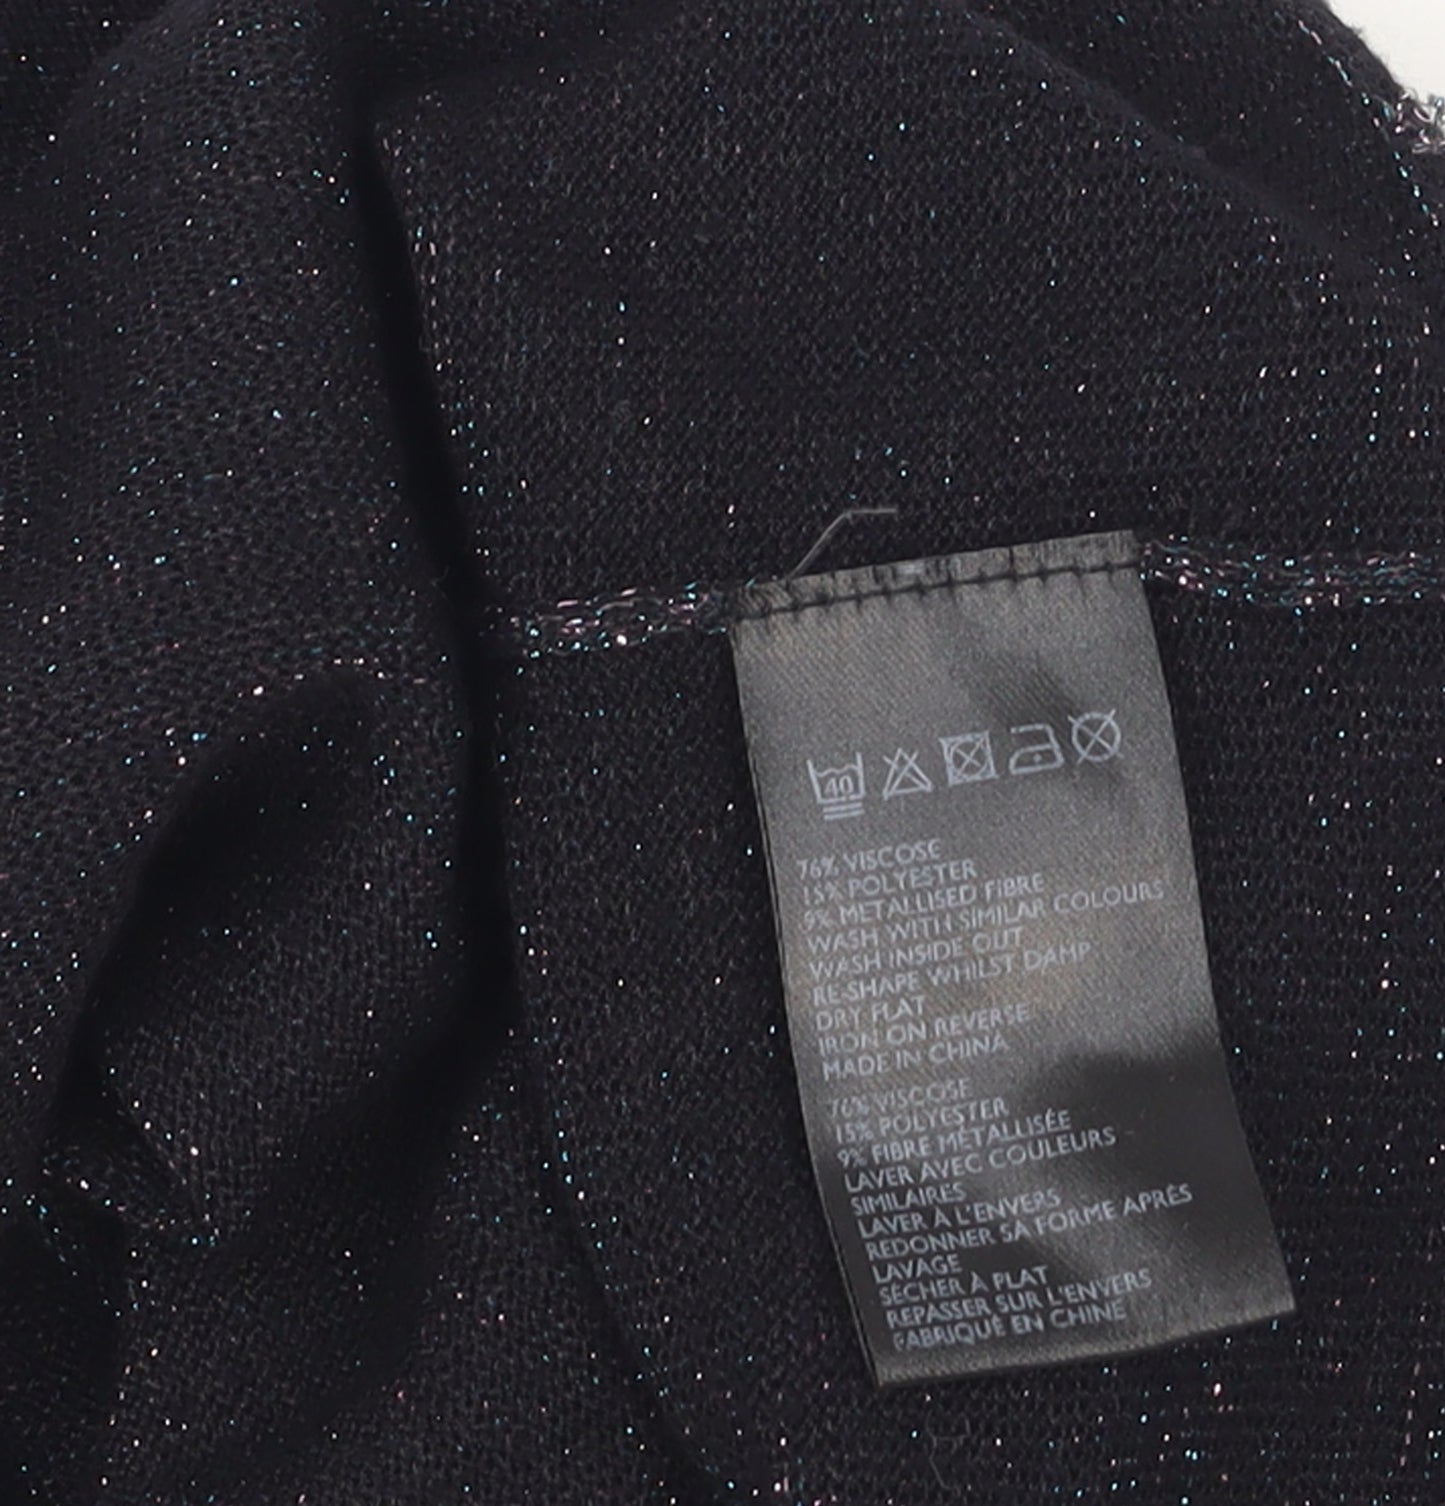 40
76% VISCOSE
15% POLYESTER
9% METALLISED FIBRE
WASH WITH SIMILAR COLOURS
WASH INSIDE OUT
RE-SHAPE WHILST DAMP
DRY FLAT
IRON ON REVERSE
MADE IN CHINA
76% VISCOSE
15% POLYESTER
9% FIBRE MÉTALLISÉE
LAVER AVEC COULEURS
SIMILAIRES
LAVER À L'ENVERS
REDONNER SA FORME APRÈS
LAVAGE
SÉCHER À PLAT
REPASSER SUR L'ENVERS
FABRIQUÉ EN CHINE